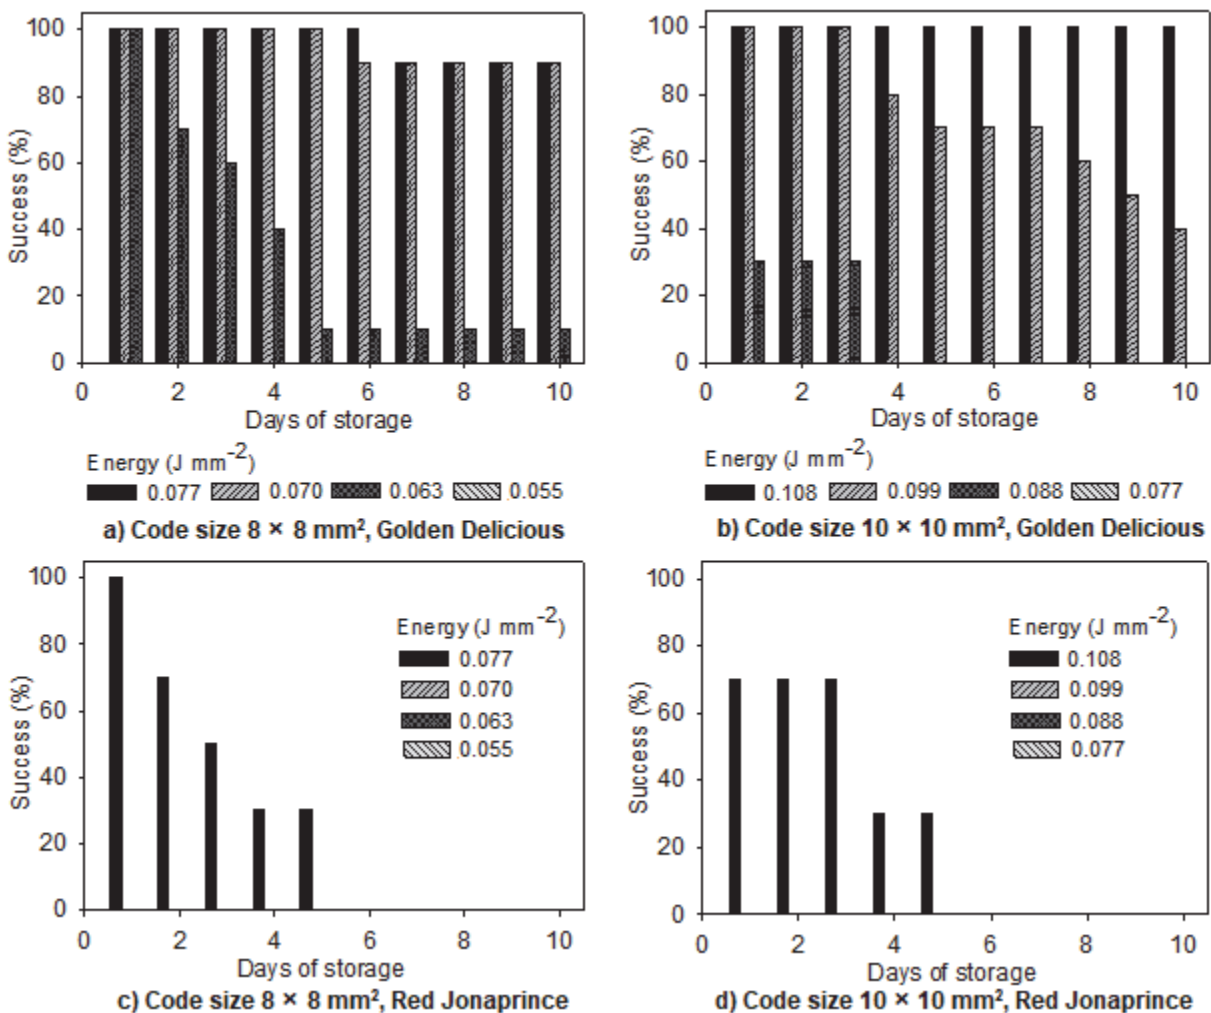 100
80
60
40
20
0
Success (%)
0 2 4 6 8 10
Days of storage
Energy (J mm⁻²)
0.077 0.070 0.063 0.055
a) Code size 8 × 8 mm², Golden Delicious
100
80
60
40
20
0
Success (%)
0 2 4 6 8 10
Days of storage
Energy (J mm⁻²)
0.108 0.099 0.088 0.077
b) Code size 10 × 10 mm², Golden Delicious
100
80
60
40
20
0
Success (%)
Energy (J mm⁻²)
0.077
0.070
0.063
0.055
0 2 4 6 8 10
Days of storage
c) Code size 8 × 8 mm², Red Jonaprince
100
80
60
40
20
0
Success (%)
Energy (J mm⁻²)
0.108
0.099
0.088
0.077
0 2 4 6 8 10
Days of storage
d) Code size 10 × 10 mm², Red Jonaprince